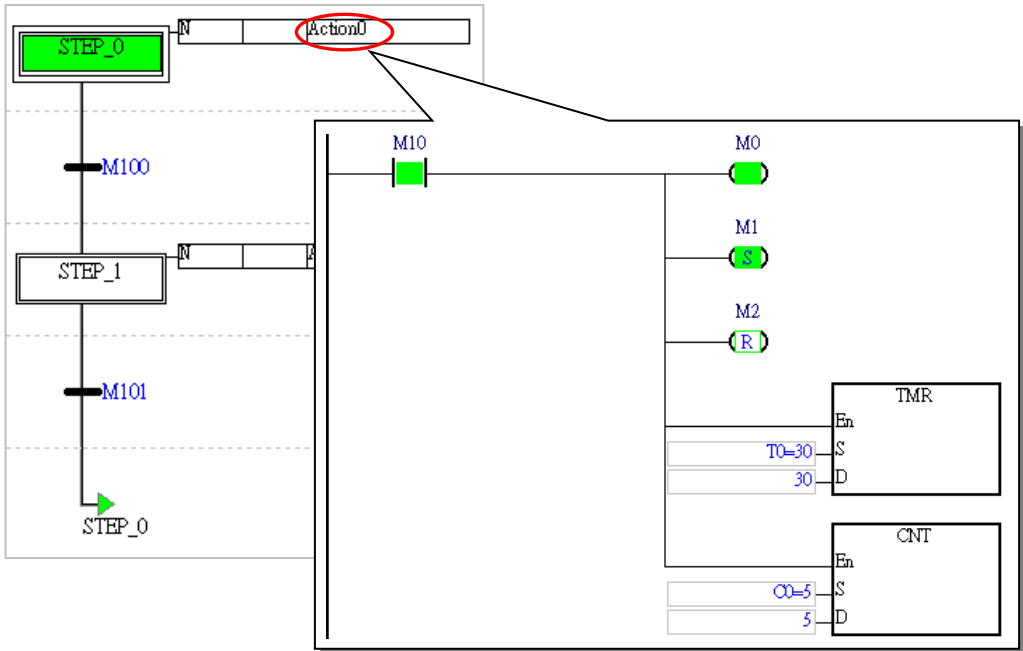 N
Action0
STEP_0
M100
N
A
STEP_1
M101
STEP_0
M10
M0
M1
S
M2
R
TMR
En
T0=30
S
30
D
CNT
En
C0=5
S
5
D